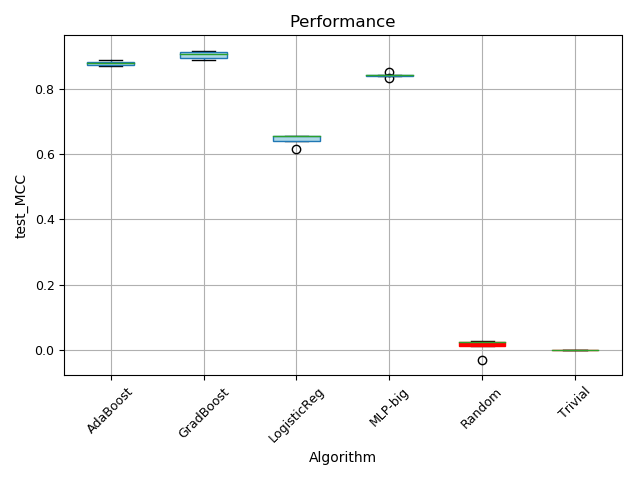 Performance
test_MCC
0.8
0.6
0.4
0.2
0.0
AdaBoost
GradBoost
LogisticReg
MLP-big
Random
Trivial
Algorithm